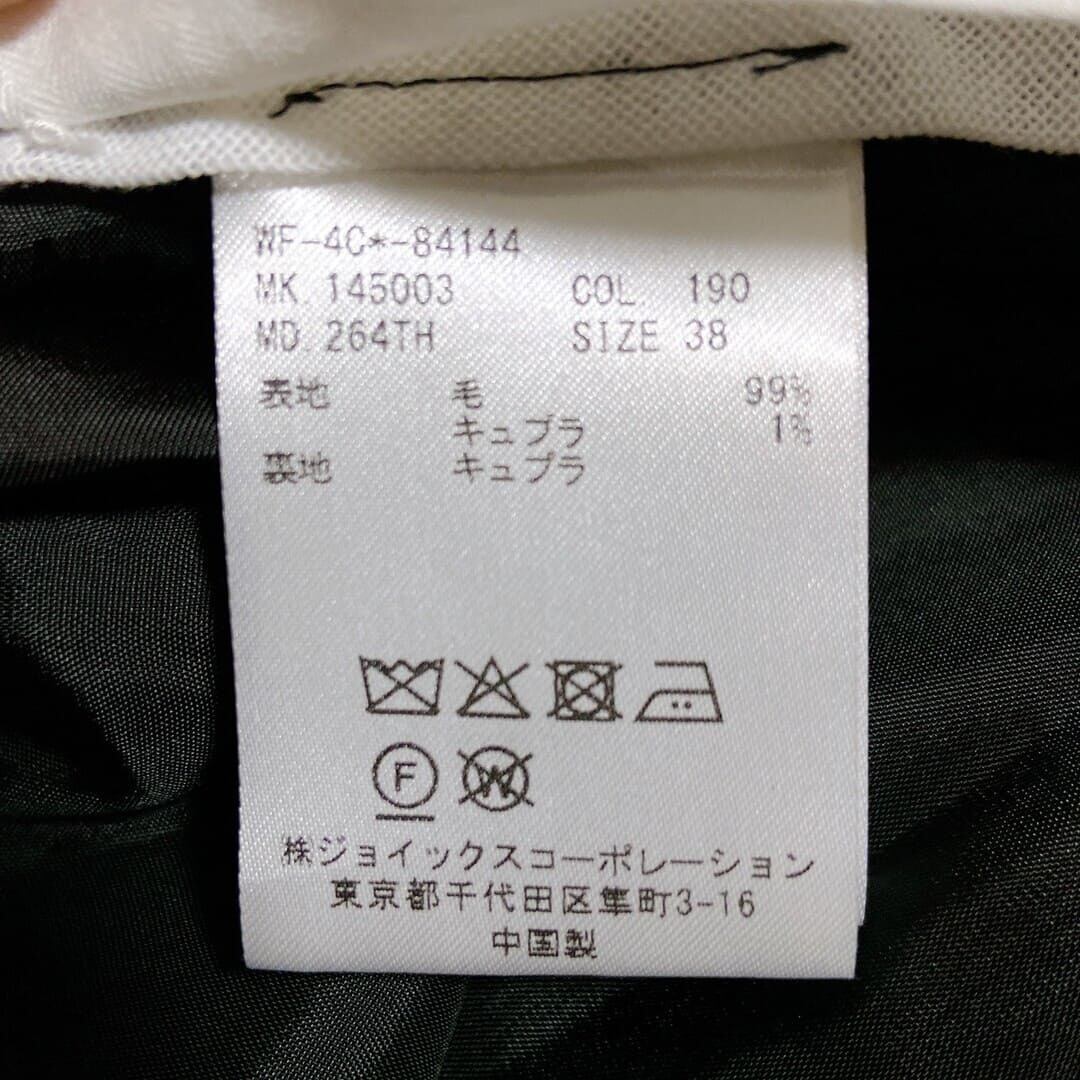 WF-4C*-84144
MK. 145003 COL. 190
MD. 264TH SIZE 38
表地 毛 99%
キュプラ 1%
裏地 キュプラ
F
W
㈱ジョイックスコーポレーション
東京都千代田区隼町3-16
中国製